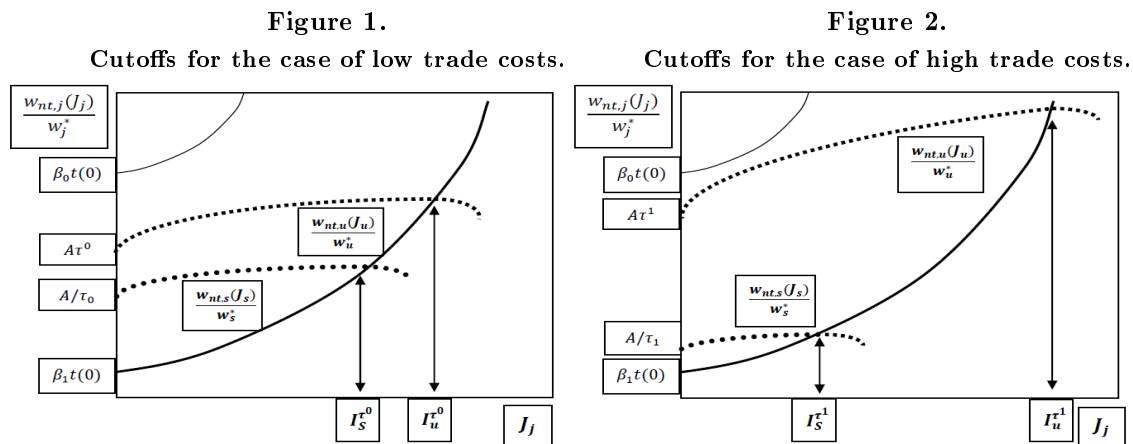 Figure 1.
Cutoffs for the case of low trade costs.
w_{nt,j}(J_j)
w_j^*
β_0 t(0)
Aτ^0
A/τ_0
β_1 t(0)
w_{nt,u}(J_u)
w_u^*
w_{nt,s}(J_s)
w_s^*
I_S^{τ^0}
I_u^{τ^0}
J_j
Figure 2.
Cutoffs for the case of high trade costs.
w_{nt,j}(J_j)
w_j^*
β_0 t(0)
Aτ^1
A/τ_1
β_1 t(0)
w_{nt,u}(J_u)
w_u^*
w_{nt,s}(J_s)
w_s^*
I_S^{τ^1}
I_u^{τ^1}
J_j